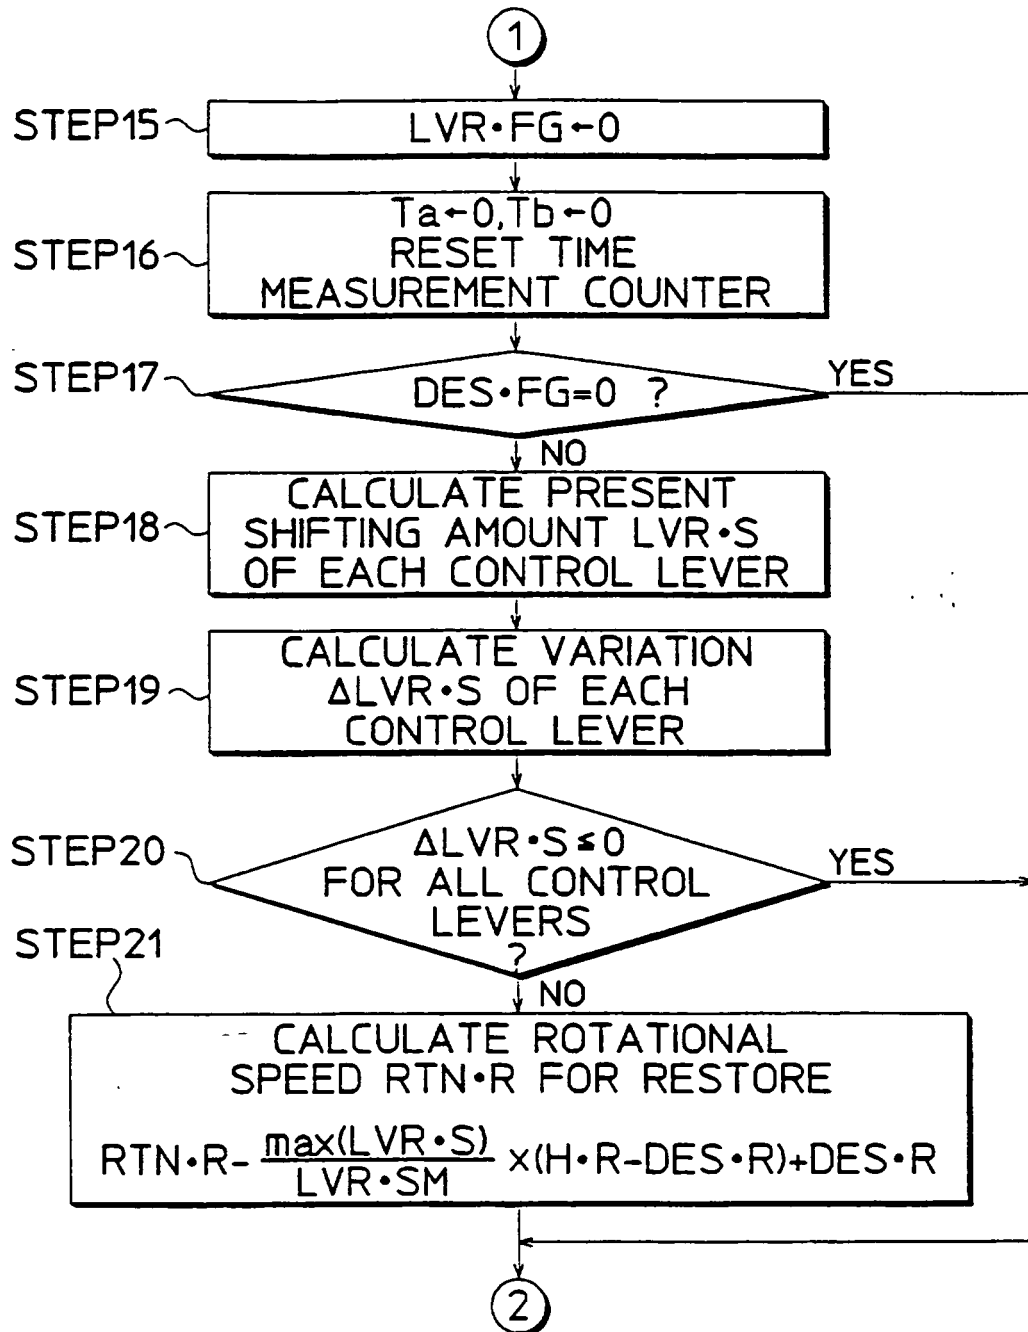 1
STEP15
LVR•FG←0
STEP16
Ta←0,Tb←0
RESET TIME
MEASUREMENT COUNTER
STEP17
DES•FG=0 ?
YES
NO
STEP18
CALCULATE PRESENT
SHIFTING AMOUNT LVR•S
OF EACH CONTROL LEVER
STEP19
CALCULATE VARIATION
ΔLVR•S OF EACH
CONTROL LEVER
STEP20
ΔLVR•S≤0
FOR ALL CONTROL
LEVERS
?
YES
NO
STEP21
CALCULATE ROTATIONAL
SPEED RTN•R FOR RESTORE
RTN•R- max(LVR•S)/LVR•SM ×(H•R-DES•R)+DES•R
2